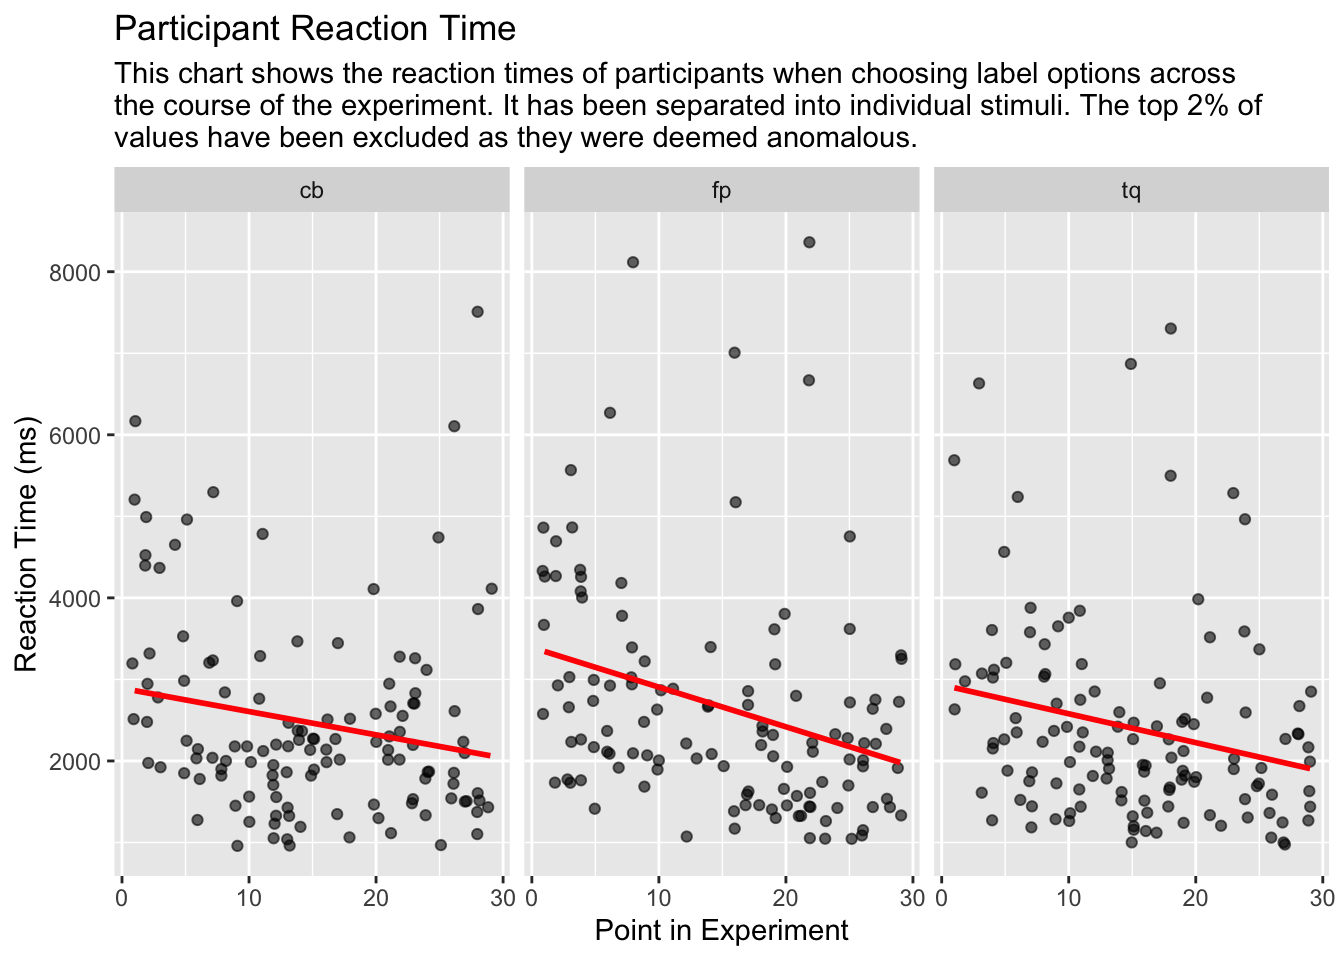 Participant Reaction Time
This chart shows the reaction times of participants when choosing label options across
the course of the experiment. It has been separated into individual stimuli. The top 2% of
values have been excluded as they were deemed anomalous.
cb fp tq
8000
6000
4000
2000
Reaction Time (ms)
0 10 20 30 0 10 20 30 0 10 20 30
Point in Experiment